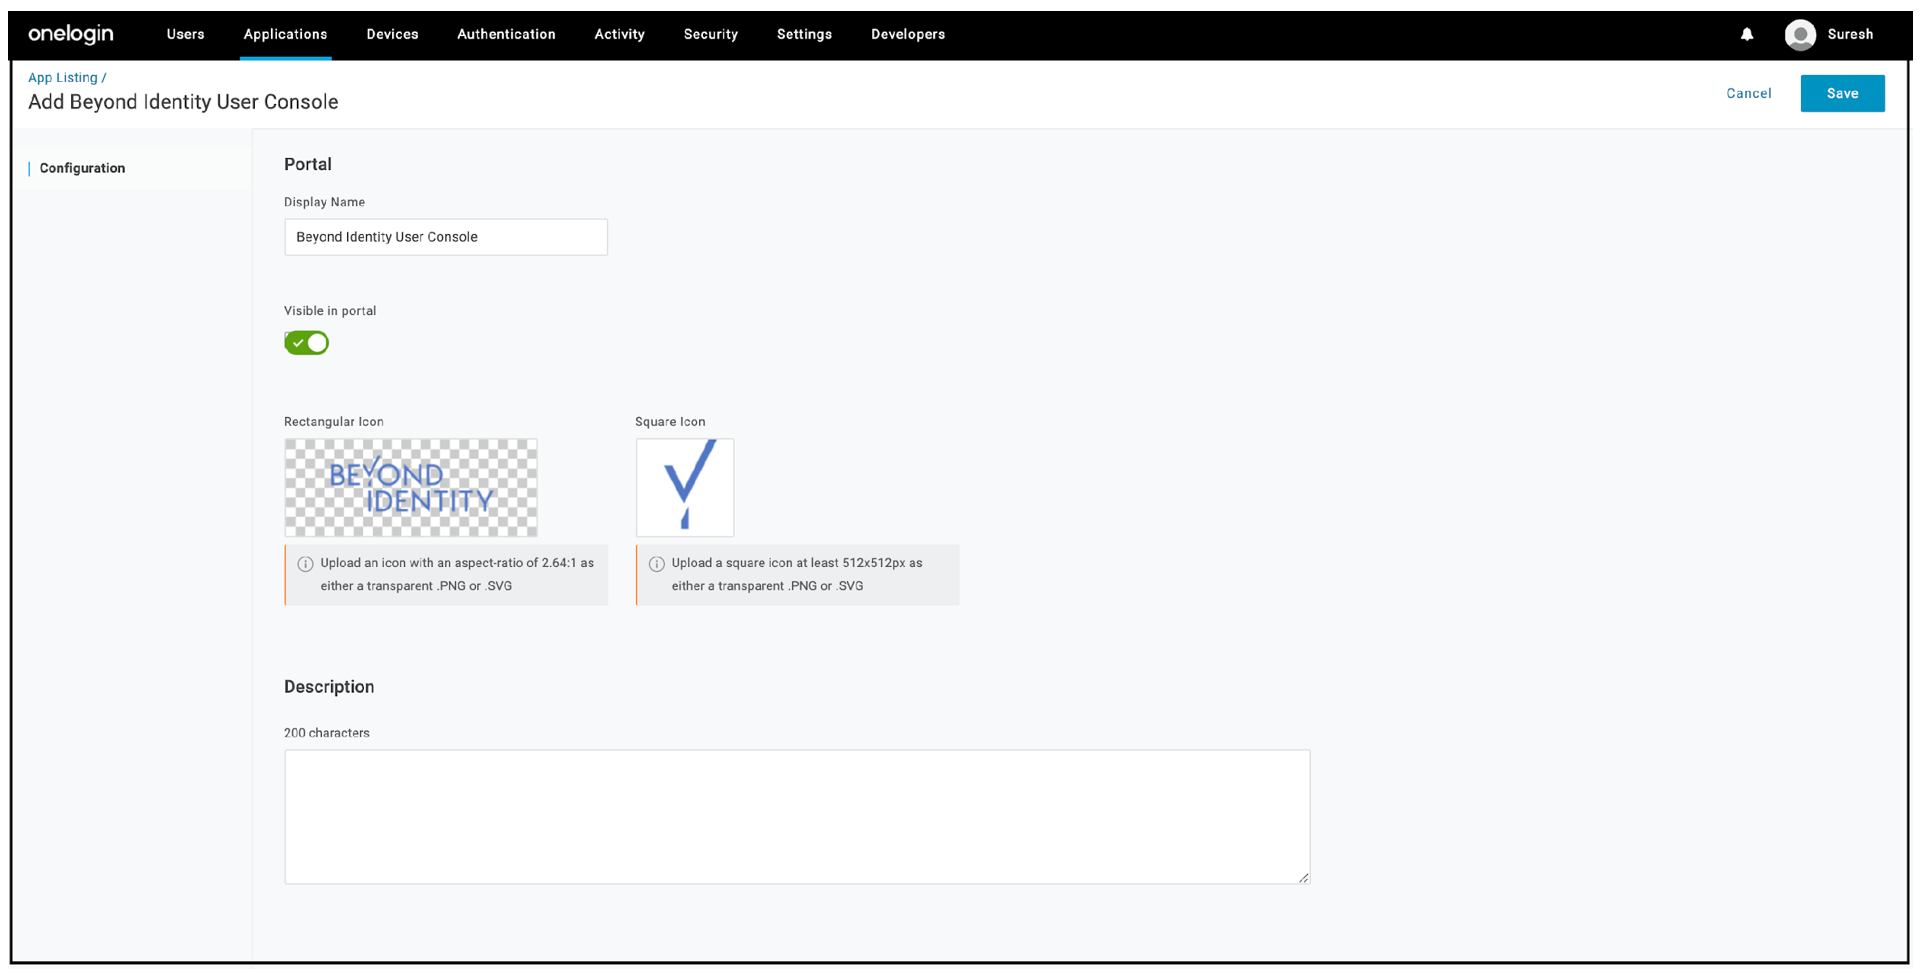 onelogin Users Applications Devices Authentication Activity Security Settings Developers Suresh
App Listing /
Add Beyond Identity User Console
Cancel Save
Configuration
Portal
Display Name
Beyond Identity User Console
Visible in portal
Rectangular Icon
BEYOND
IDENTITY
Upload an icon with an aspect-ratio of 2.64:1 as
either a transparent .PNG or .SVG
Square Icon
Upload a square icon at least 512x512px as
either a transparent .PNG or .SVG
Description
200 characters